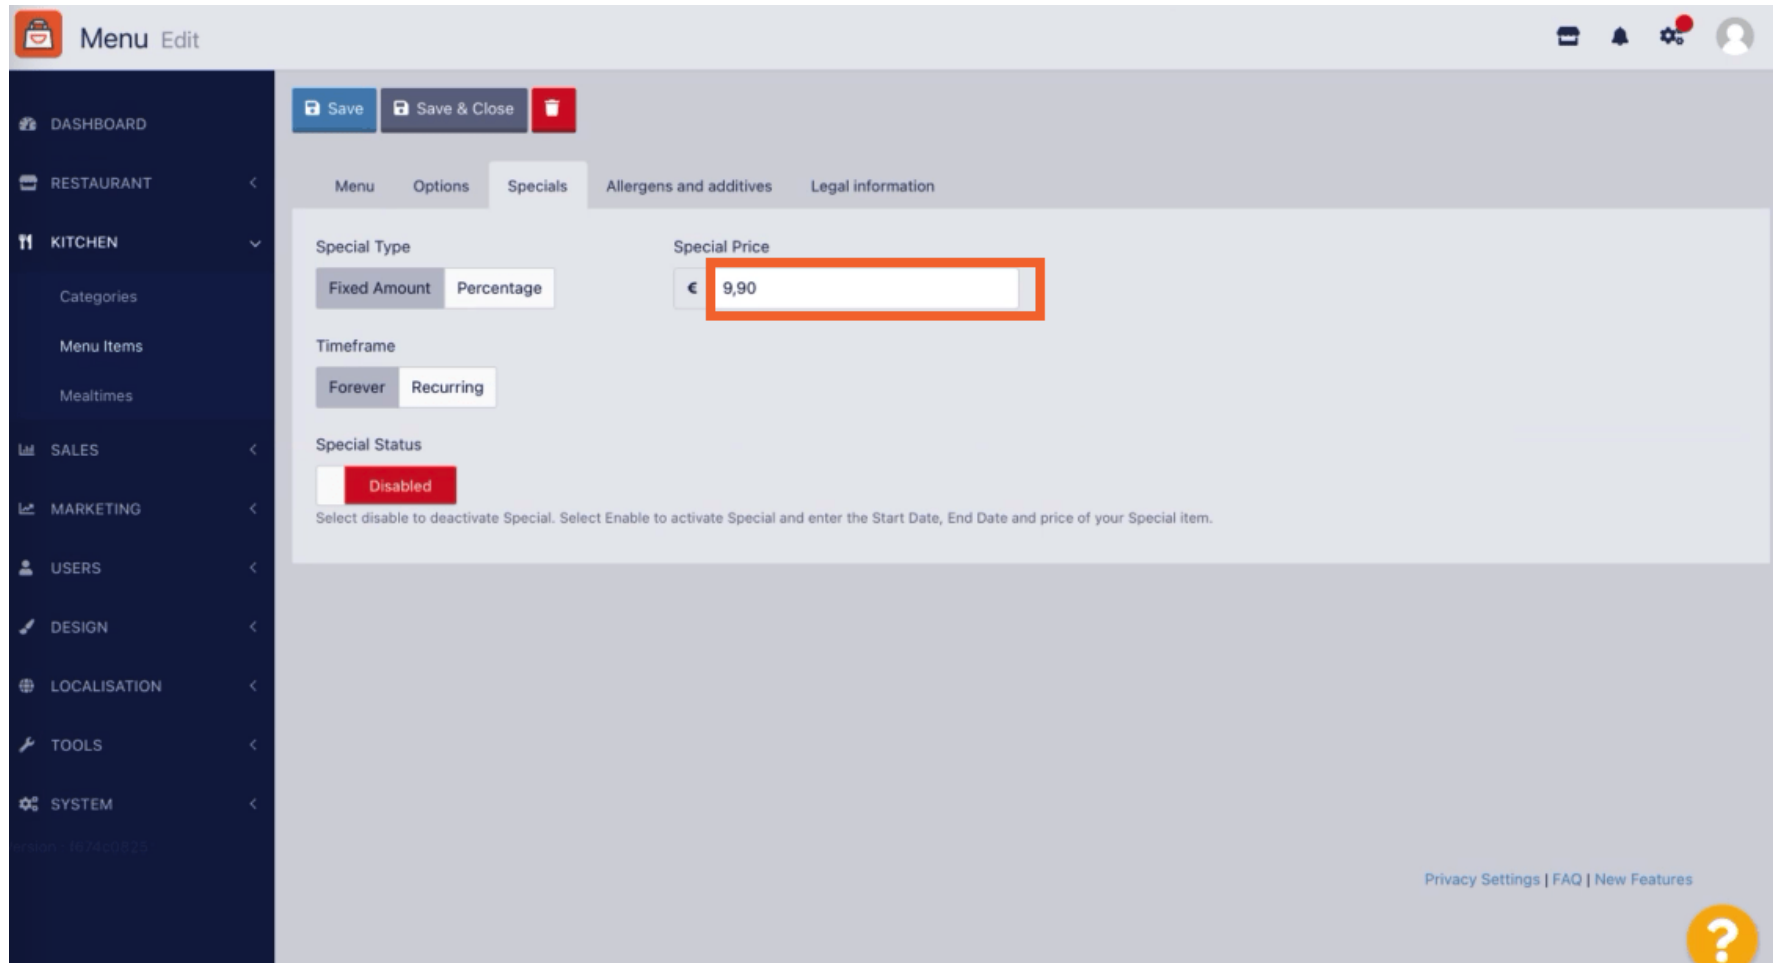 Menu Edit
DASHBOARD
RESTAURANT
KITCHEN
Categories
Menu Items
Mealtimes
SALES
MARKETING
USERS
DESIGN
LOCALISATION
TOOLS
SYSTEM
Save Save & Close
Menu Options Specials Allergens and additives Legal information
Special Type Special Price
Fixed Amount Percentage € 9,90
Timeframe
Forever Recurring
Special Status
Disabled
Select disable to deactivate Special. Select Enable to activate Special and enter the Start Date, End Date and price of your Special item.
Privacy Settings | FAQ | New Features
?